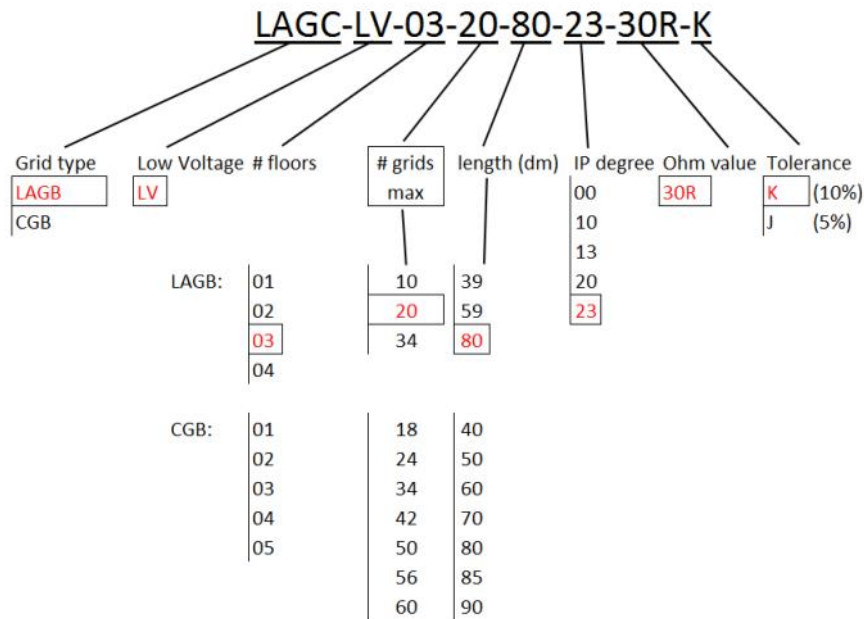 LAGC-LV-03-20-80-23-30R-K
Grid type Low Voltage # floors # grids max length (dm) IP degree Ohm value Tolerance
LAGB LV 00 30R K (10%)
CGB 10 J (5%)
13
LAGB: 01 10 39 20
02 20 59 23
03 34 80
04
CGB: 01 18 40
02 24 50
03 34 60
04 42 70
05 50 80
56 85
60 90